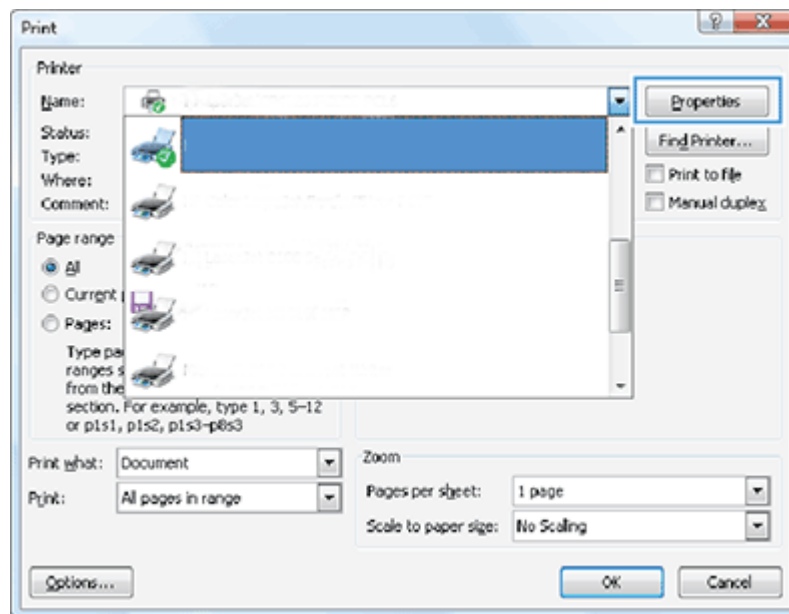 Print
Printer
Name:
Properties
Status:
Find Printer...
Type:
Where:
Print to file
Comment:
Manual duplex
Page range
All
Current
Pages:
Type
ranges
from the
section. For example, type 1, 3, 5–12
or p1s1, p1s2, p1s3–p8s3
Print what: Document
Zoom
Print: All pages in range
Pages per sheet: 1 page
Scale to paper size: No Scaling
Options...
OK
Cancel